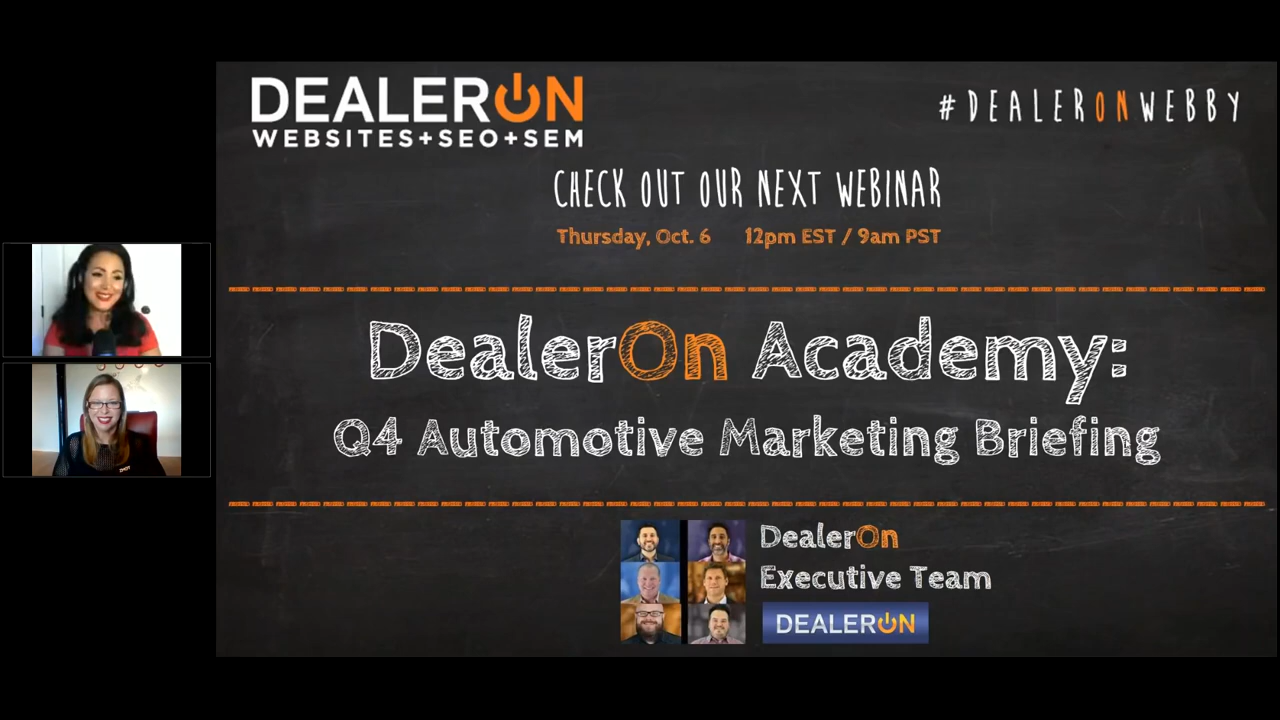 DEALERON
WEBSITES+SEO+SEM
#DEALERONWEBBY
CHECK OUT OUR NEXT WEBINAR
Thursday, Oct. 6 12pm EST / 9am PST
DealerOn Academy:
Q4 Automotive Marketing Briefing
DealerOn
Executive Team
DEALERON